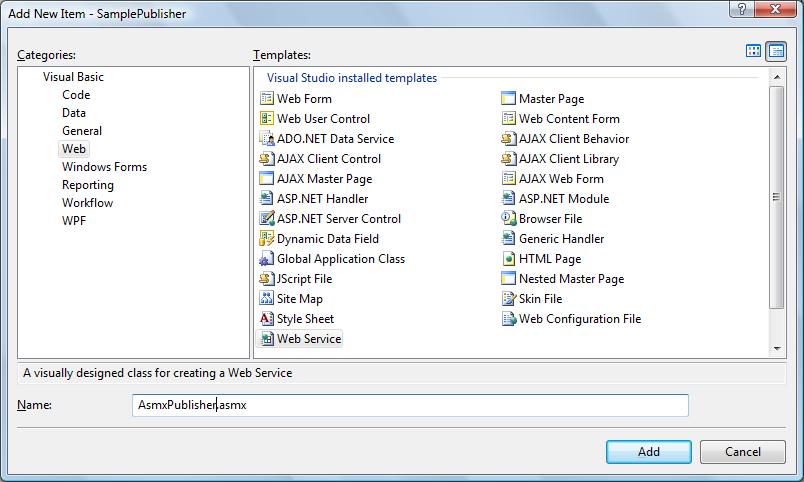 Add New Item - SamplePublisher
Categories:
Templates:
Visual Basic
Code
Data
General
Web
Windows Forms
Reporting
Workflow
WPF
Visual Studio installed templates
Web Form
Master Page
Web User Control
Web Content Form
ADO.NET Data Service
AJAX Client Behavior
AJAX Client Control
AJAX Client Library
AJAX Master Page
AJAX Web Form
ASP.NET Handler
ASP.NET Module
ASP.NET Server Control
Browser File
Dynamic Data Field
Generic Handler
Global Application Class
HTML Page
JScript File
Nested Master Page
Site Map
Skin File
Style Sheet
Web Configuration File
Web Service
A visually designed class for creating a Web Service
Name:
AsmxPublisher.asmx
Add
Cancel